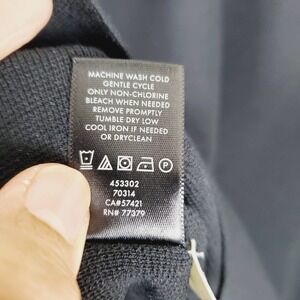 MACHINE WASH COLD
GENTLE CYCLE
ONLY NON-CHLORINE
BLEACH WHEN NEEDED
REMOVE PROMPTLY
TUMBLE DRY LOW
COOL IRON IF NEEDED
OR DRYCLEAN
453302
70314
CA#57421
RN# 77379